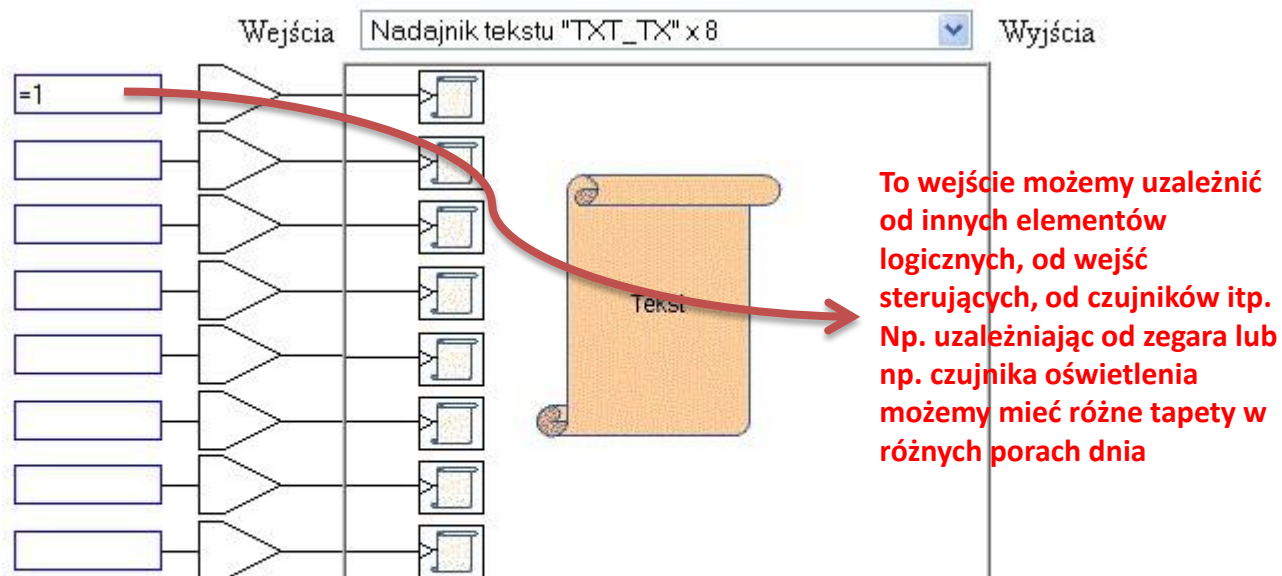 Wejścia
Nadajnik tekstu "TXT_TX" x 8
Wyjścia
=1
Tekst
To wejście możemy uzależnić
od innych elementów
logicznych, od wejść
sterujących, od czujników itp.
Np. uzależniając od zegara lub
np. czujnika oświetlenia
możemy mieć różne tapety w
różnych porach dnia